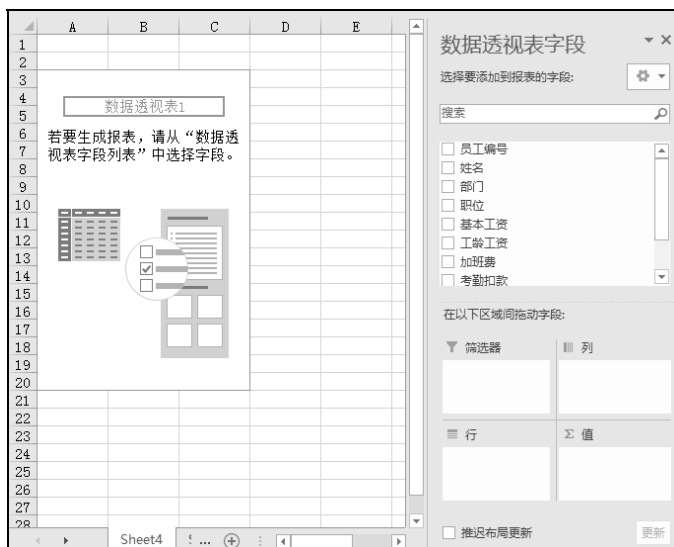 A B C D E
1
2
3
4
5
6
7
8
9
10
11
12
13
14
15
16
17
18
19
20
21
22
23
24
25
26
27
28
数据透视表1
若要生成报表，请从“数据透
视表字段列表”中选择字段。
Sheet4
...
数据透视表字段
选择要添加到报表的字段:
搜索
员工编号
姓名
部门
职位
基本工资
工龄工资
加班费
考勤扣款
在以下区域间拖动字段:
筛选器
列
行
Σ 值
推迟布局更新
更新